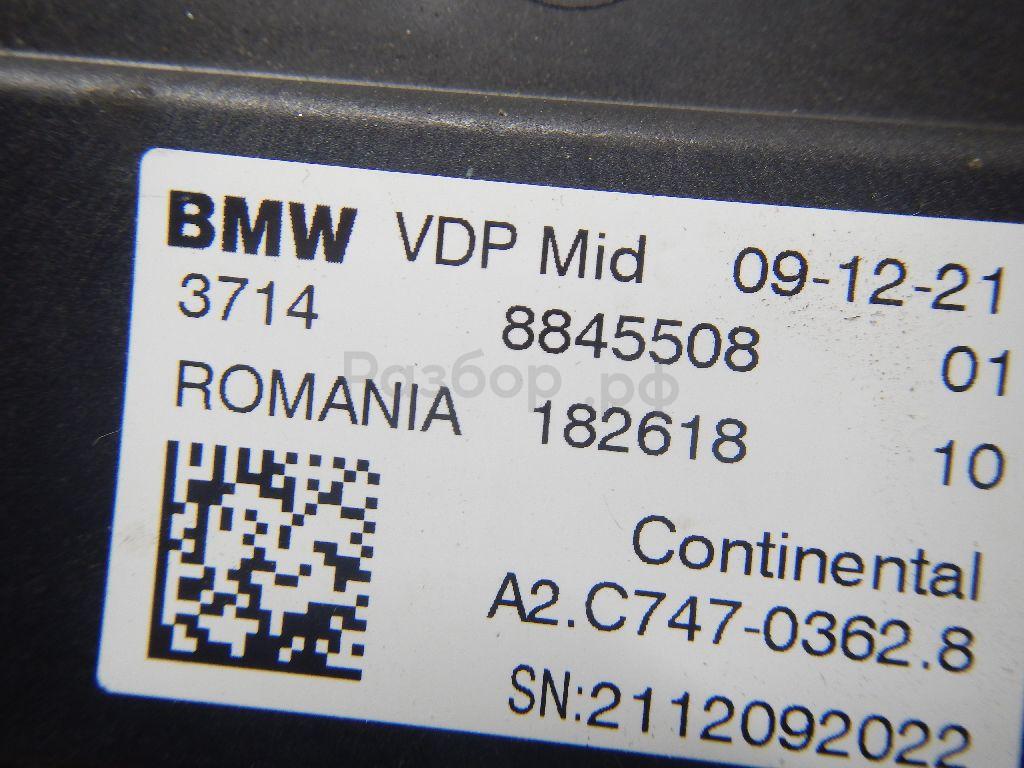 BMW VDP Mid 09-12-21
3714 8845508 01
Разбор.рф
ROMANIA 182618 10
Continental
A2.C747-0362.8
SN:2112092022